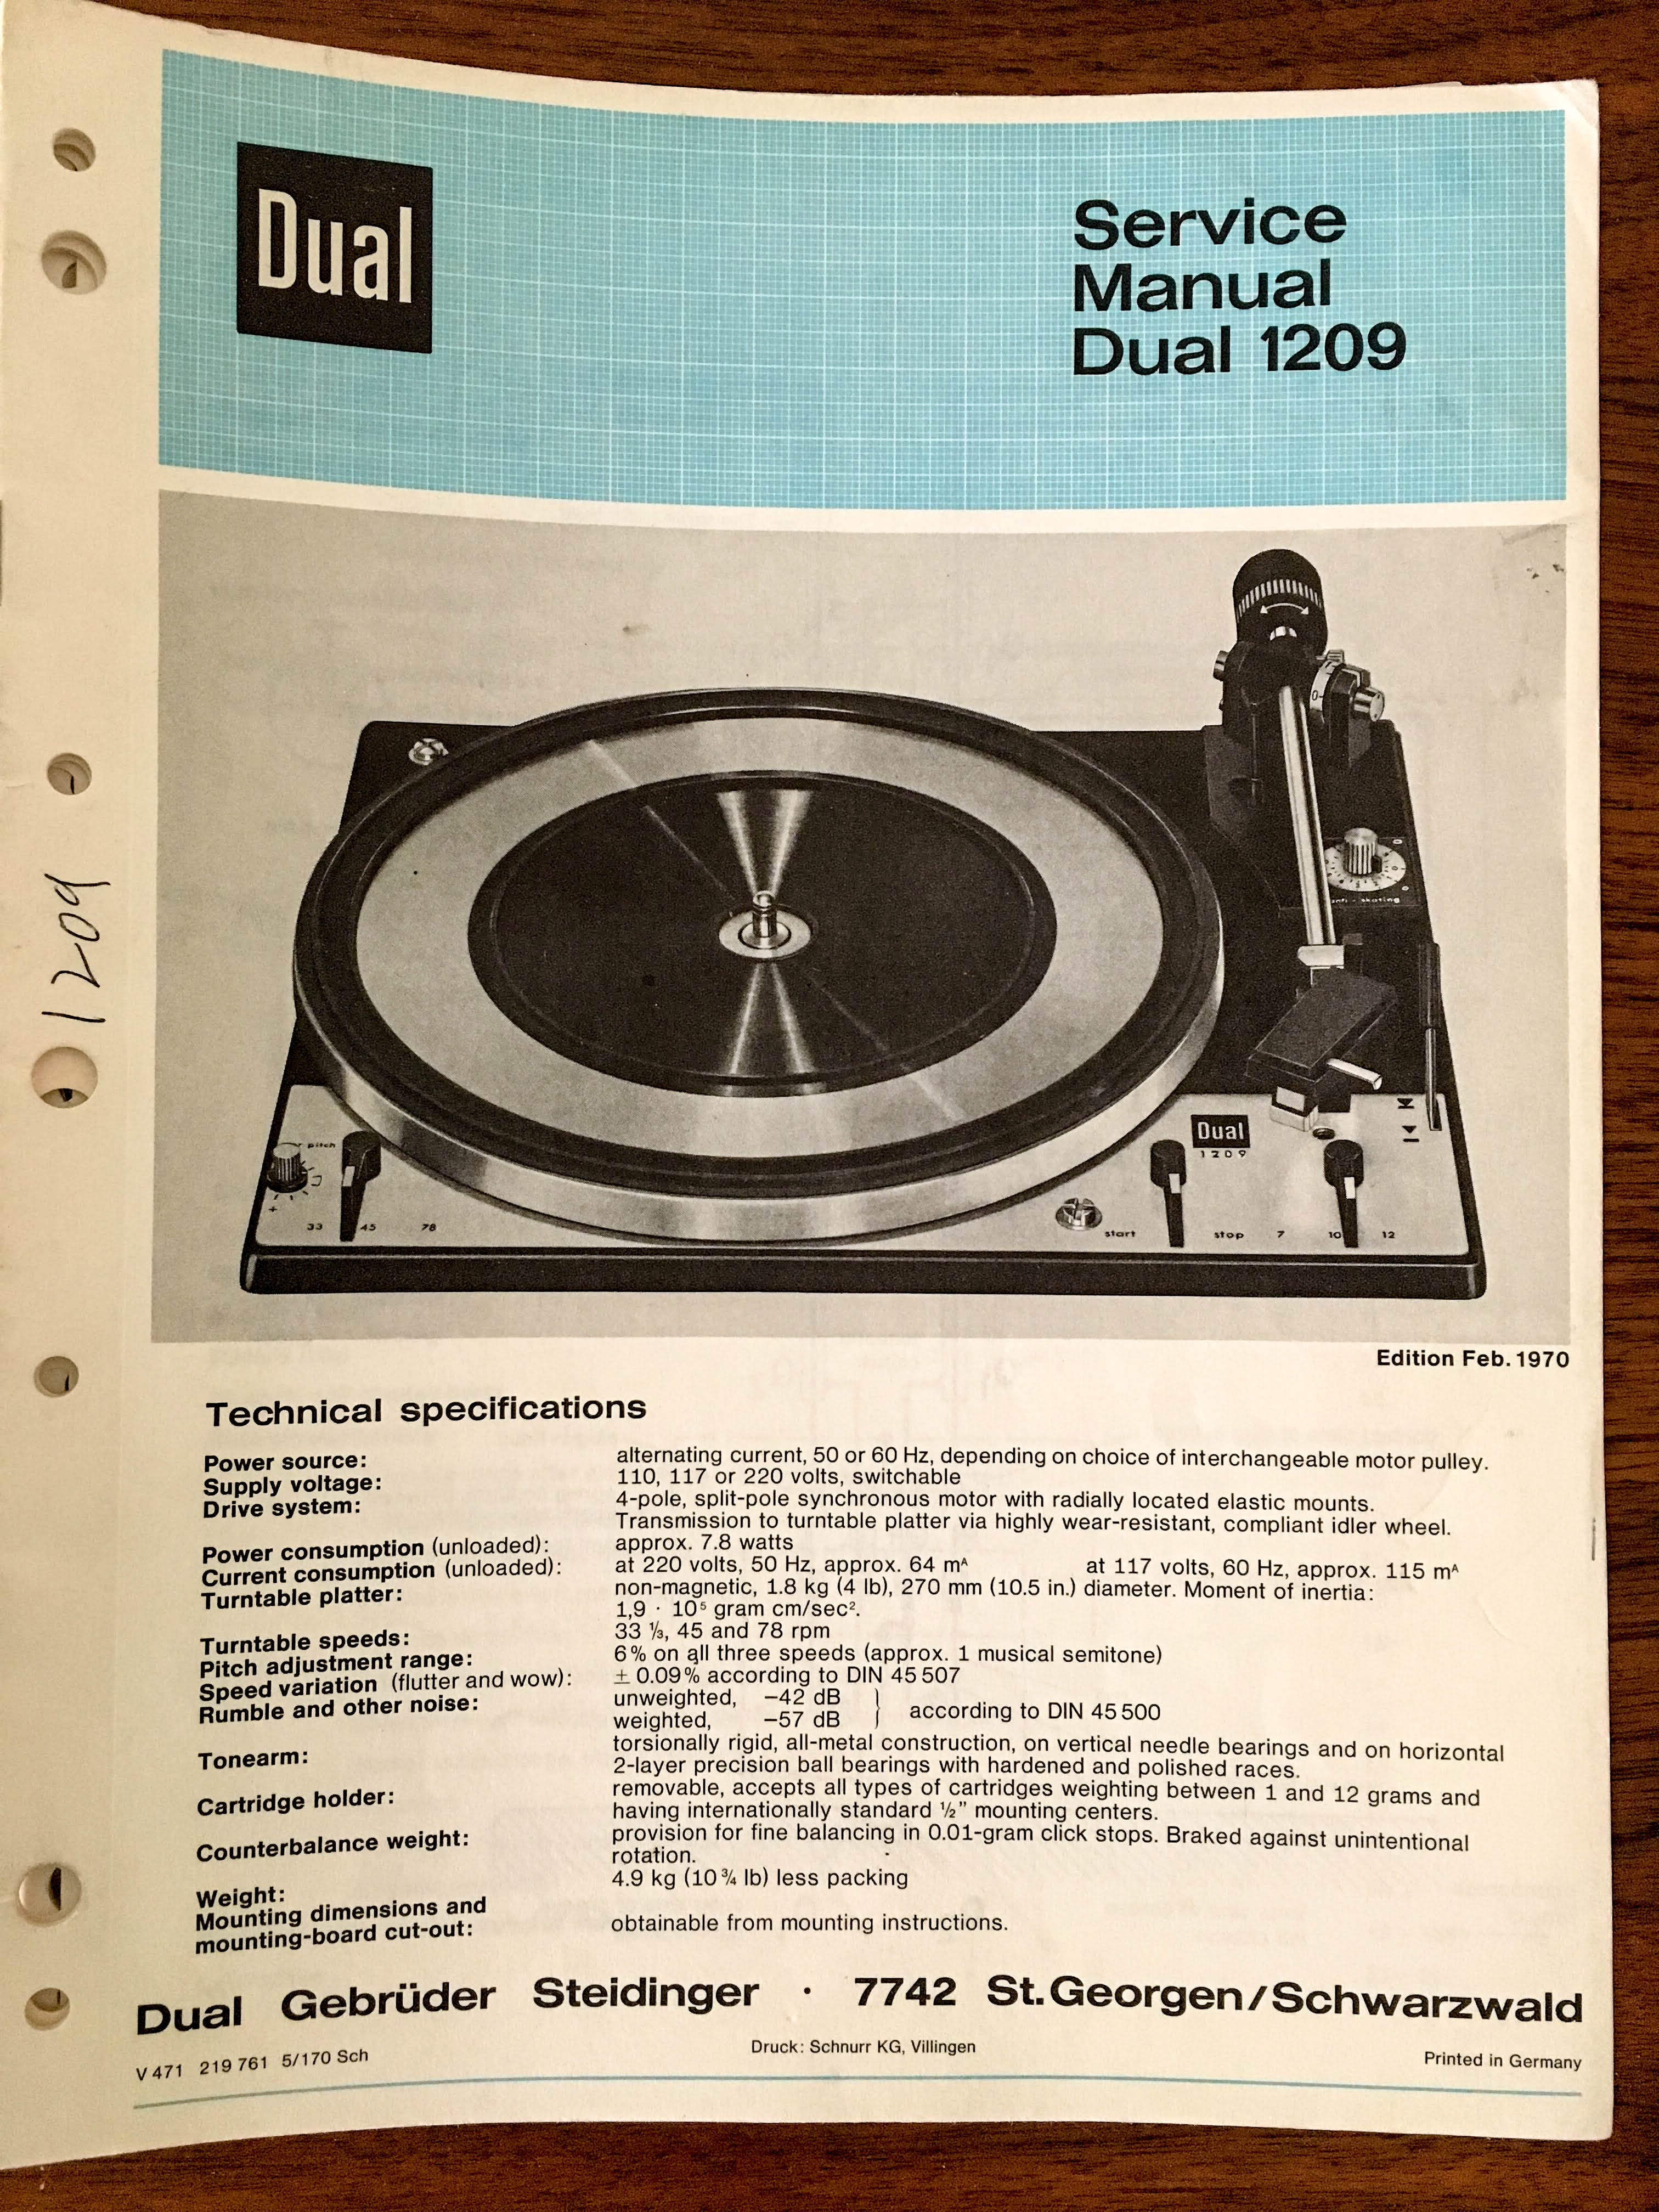 Dual
Service
Manual
Dual 1209
1209
anti - skating
pitch
+
33 45 78
Dual
1209
start stop 7 10 12
Edition Feb. 1970
Technical specifications
Power source: alternating current, 50 or 60 Hz, depending on choice of interchangeable motor pulley.
Supply voltage: 110, 117 or 220 volts, switchable
Drive system: 4-pole, split-pole synchronous motor with radially located elastic mounts.
Transmission to turntable platter via highly wear-resistant, compliant idler wheel.
Power consumption (unloaded): approx. 7.8 watts
Current consumption (unloaded): at 220 volts, 50 Hz, approx. 64 mᴬ at 117 volts, 60 Hz, approx. 115 mᴬ
Turntable platter: non-magnetic, 1.8 kg (4 lb), 270 mm (10.5 in.) diameter. Moment of inertia:
1,9 · 10⁵ gram cm/sec².
Turntable speeds: 33 ⅓, 45 and 78 rpm
Pitch adjustment range: 6% on all three speeds (approx. 1 musical semitone)
Speed variation (flutter and wow): ± 0.09% according to DIN 45 507
Rumble and other noise: unweighted, −42 dB
weighted, −57 dB } according to DIN 45 500
Tonearm: torsionally rigid, all-metal construction, on vertical needle bearings and on horizontal
2-layer precision ball bearings with hardened and polished races.
Cartridge holder: removable, accepts all types of cartridges weighting between 1 and 12 grams and
having internationally standard ½” mounting centers.
Counterbalance weight: provision for fine balancing in 0.01-gram click stops. Braked against unintentional
rotation.
Weight: 4.9 kg (10 ¾ lb) less packing
Mounting dimensions and
mounting-board cut-out: obtainable from mounting instructions.
Dual Gebrüder Steidinger · 7742 St. Georgen/Schwarzwald
V 471 219 761 5/170 Sch Druck: Schnurr KG, Villingen Printed in Germany